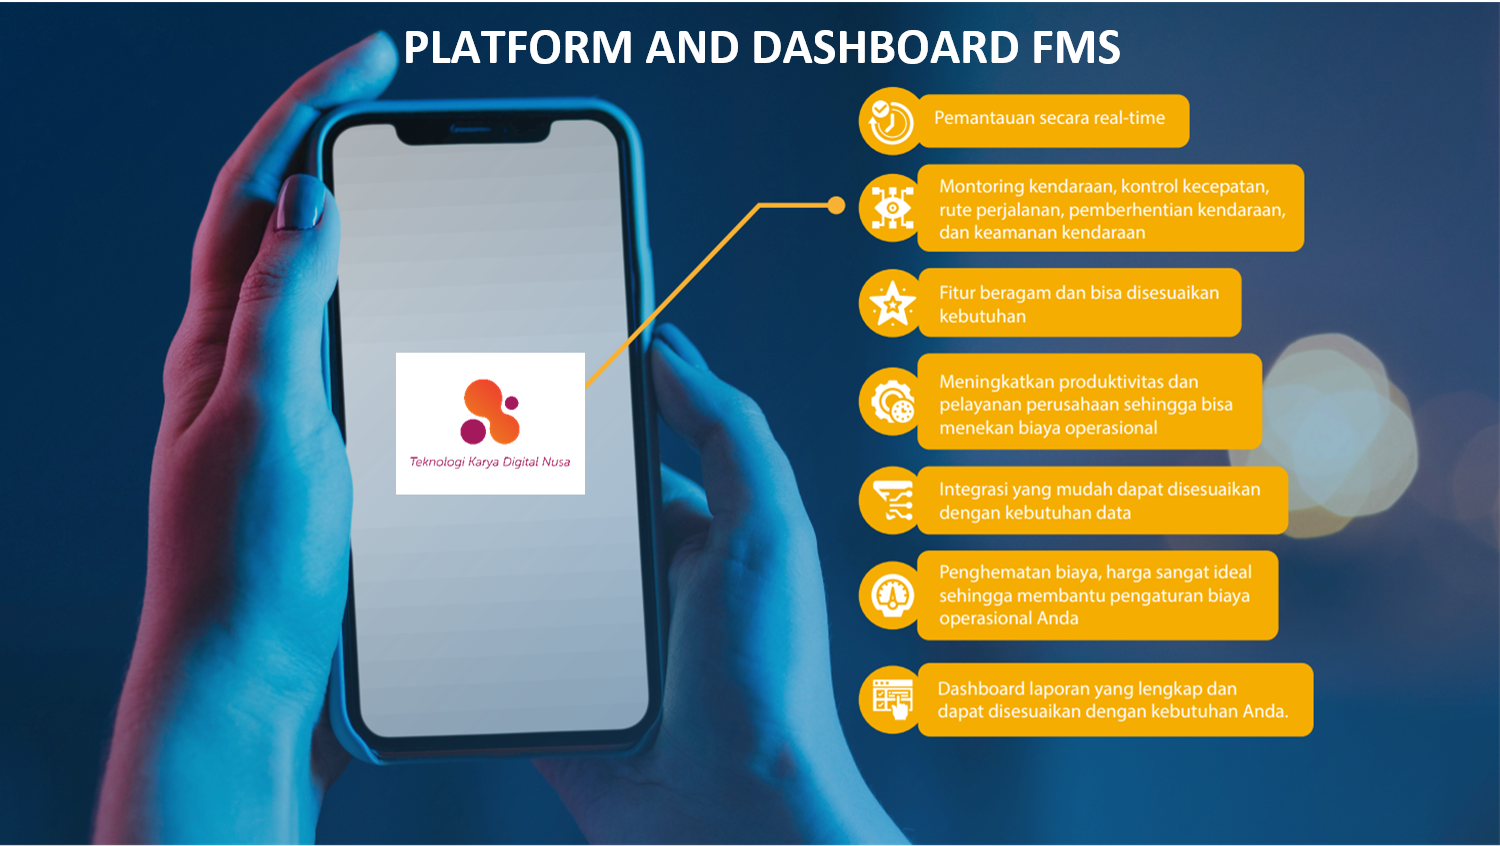 PLATFORM AND DASHBOARD FMS
Pemantauan secara real-time
Montoring kendaraan, kontrol kecepatan,
rute perjalanan, pemberhentian kendaraan,
dan keamanan kendaraan
Fitur beragam dan bisa disesuaikan
kebutuhan
Meningkatkan produktivitas dan
pelayanan perusahaan sehingga bisa
menekan biaya operasional
Integrasi yang mudah dapat disesuaikan
dengan kebutuhan data
Penghematan biaya, harga sangat ideal
sehingga membantu pengaturan biaya
operasional Anda
Dashboard laporan yang lengkap dan
dapat disesuaikan dengan kebutuhan Anda.
Teknologi Karya Digital Nusa